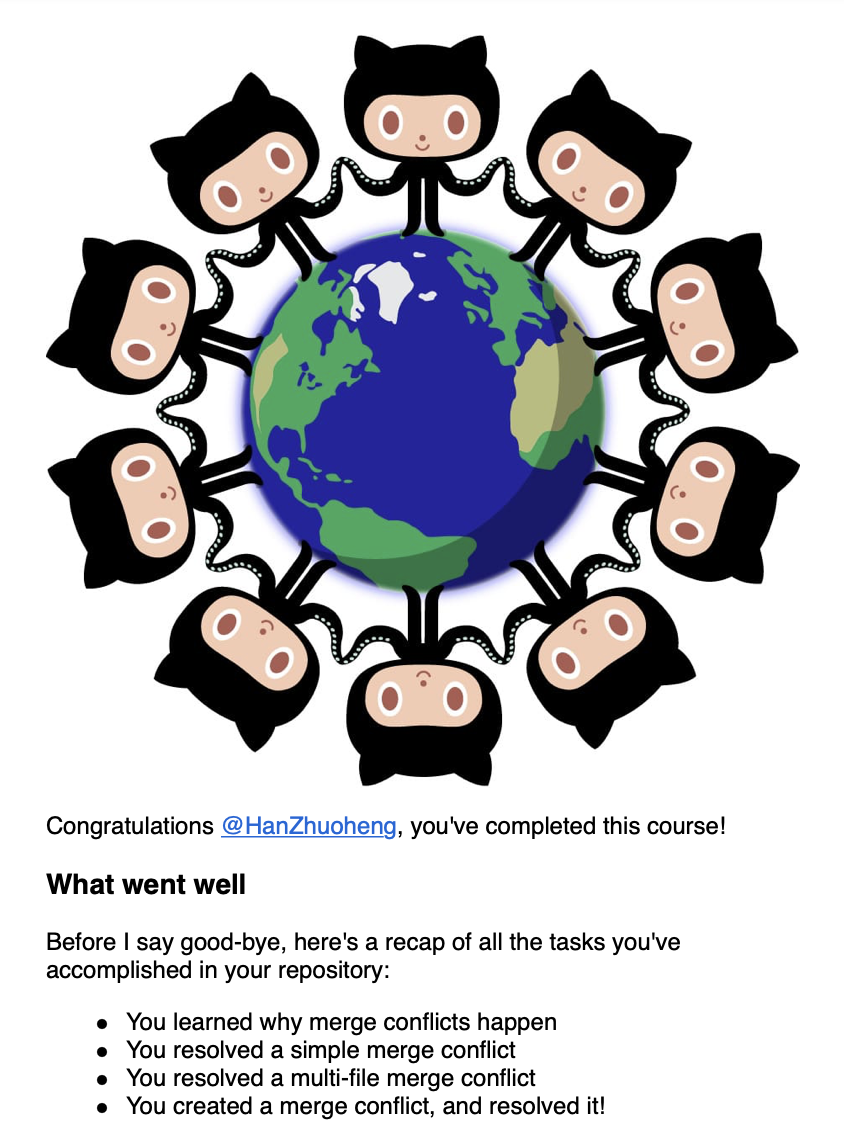 Congratulations @HanZhuoheng, you've completed this course!
What went well
Before I say good-bye, here's a recap of all the tasks you've
accomplished in your repository:
● You learned why merge conflicts happen
● You resolved a simple merge conflict
● You resolved a multi-file merge conflict
● You created a merge conflict, and resolved it!